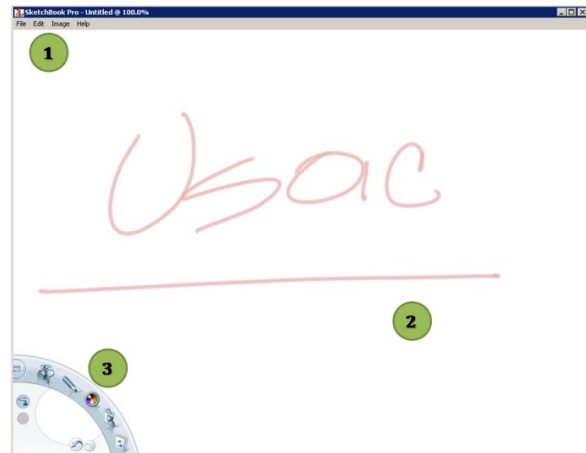 SketchBook Pro - Untitled @ 100.0%
File Edit Image Help
1
Usac
2
3